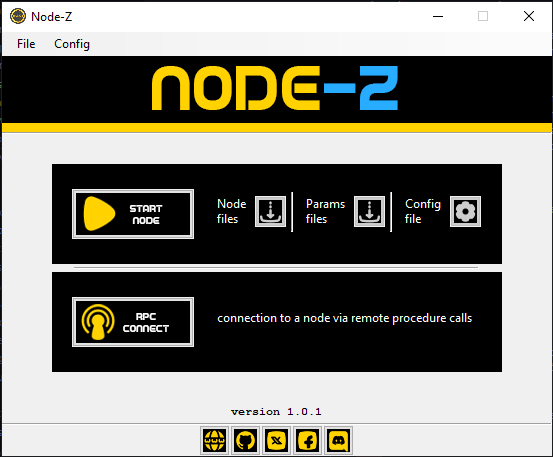 Node-Z
File Config
NODE-Z
START
NODE
Node
files
Params
files
Config
file
RPC
CONNECT
connection to a node via remote procedure calls
version 1.0.1